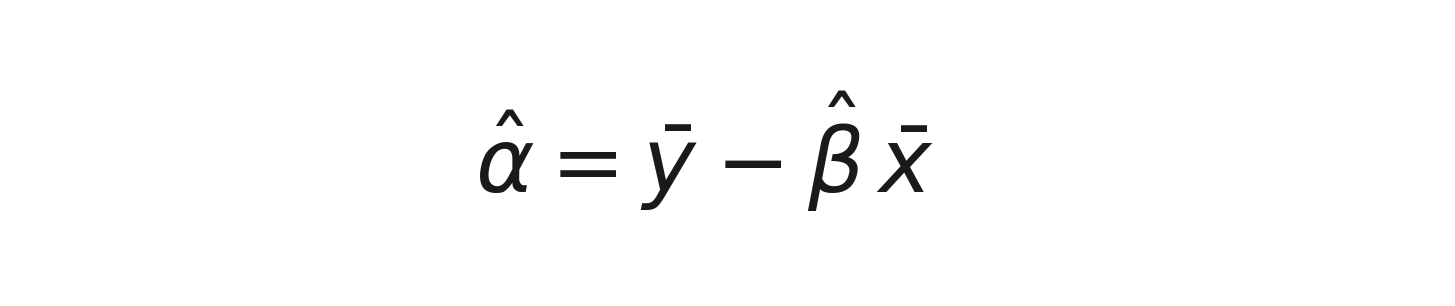 α̂ = ȳ − β̂ x̄